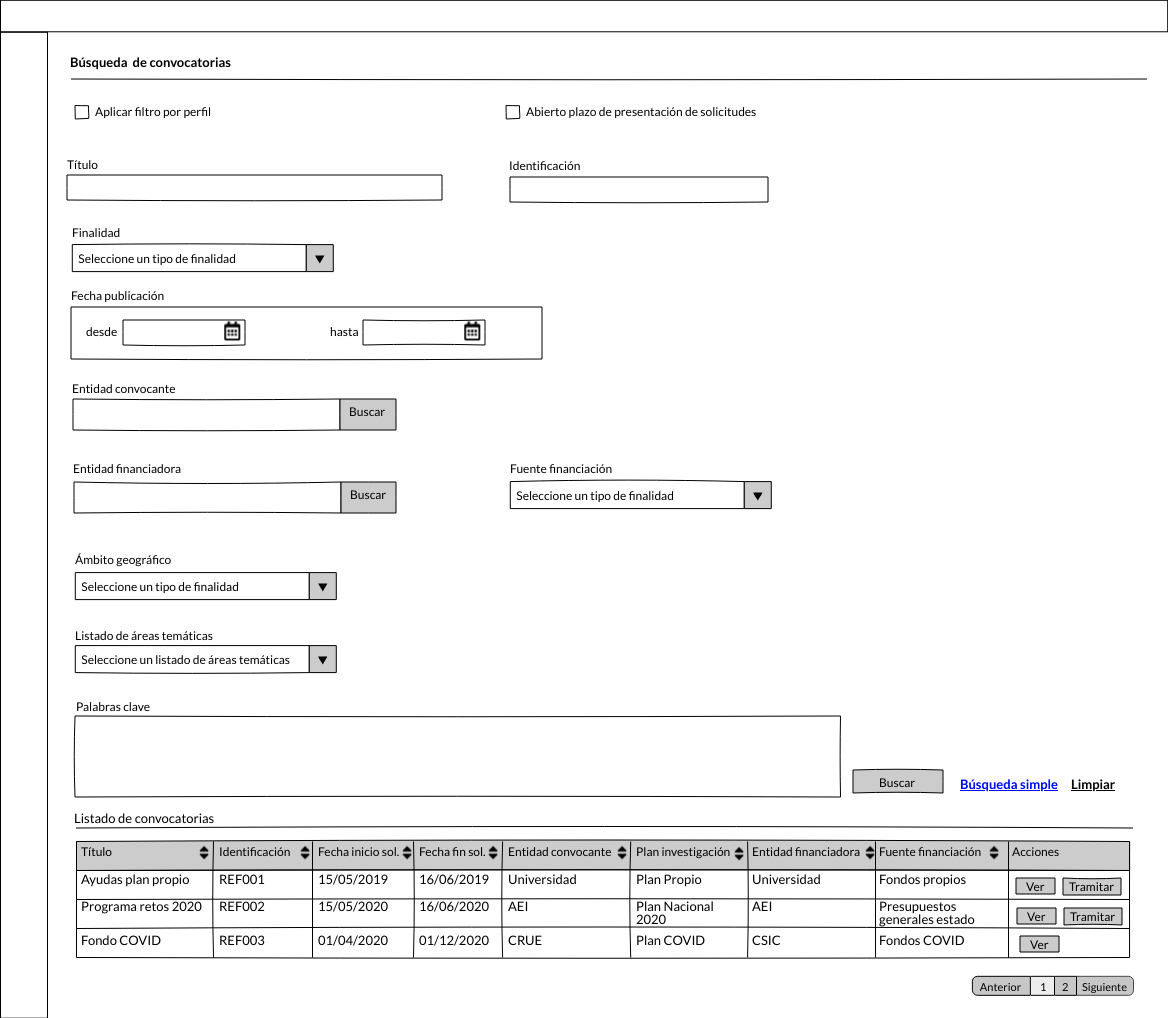 Búsqueda de convocatorias
Aplicar filtro por perfil
Abierto plazo de presentación de solicitudes
Título
Identificación
Finalidad
Seleccione un tipo de finalidad
Fecha publicación
desde
hasta
Entidad convocante
Buscar
Entidad financiadora
Fuente financiación
Buscar
Seleccione un tipo de finalidad
Ámbito geográfico
Seleccione un tipo de finalidad
Listado de áreas temáticas
Seleccione un listado de áreas temáticas
Palabras clave
Buscar Búsqueda simple Limpiar
Listado de convocatorias
Título Identificación Fecha inicio sol. Fecha fin sol. Entidad convocante Plan investigación Entidad financiadora Fuente financiación Acciones
Ayudas plan propio REF001 15/05/2019 16/06/2019 Universidad Plan Propio Universidad Fondos propios Ver Tramitar
Programa retos 2020 REF002 15/05/2020 16/06/2020 AEI Plan Nacional AEI Presupuestos Ver Tramitar
2020 generales estado
Fondo COVID REF003 01/04/2020 01/12/2020 CRUE Plan COVID CSIC Fondos COVID Ver
Anterior 1 2 Siguiente